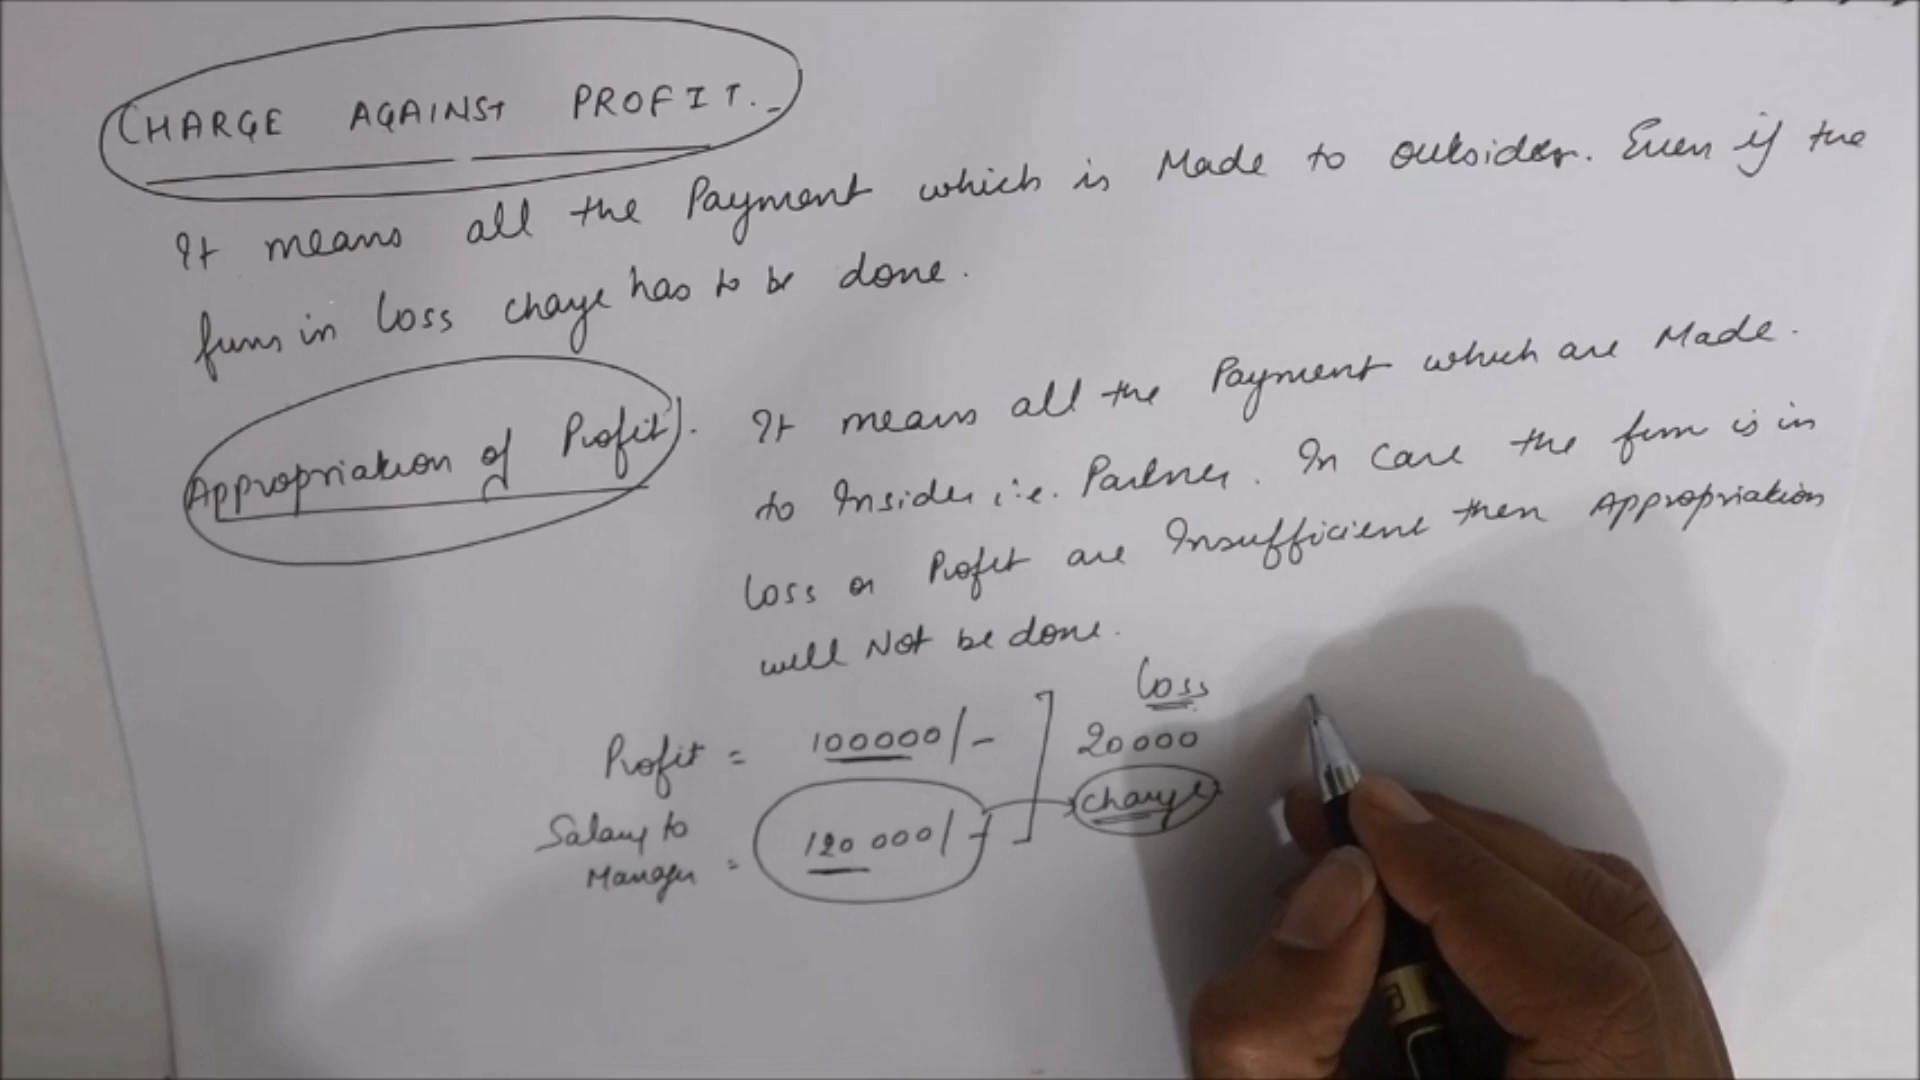 CHARGE AGAINST PROFIT.
It means all the Payment which is Made to outsider. Even if the
firm in loss charge has to be done.
Appropriation of Profit.
It means all the Payment which are Made.
to Insider i.e. Partner. In case the firm is in
loss or Profit are Insufficient then Appropriation
will Not be done.
Loss
Profit = 100000/-
20000
Salary to
Manager = 120000/-
charge